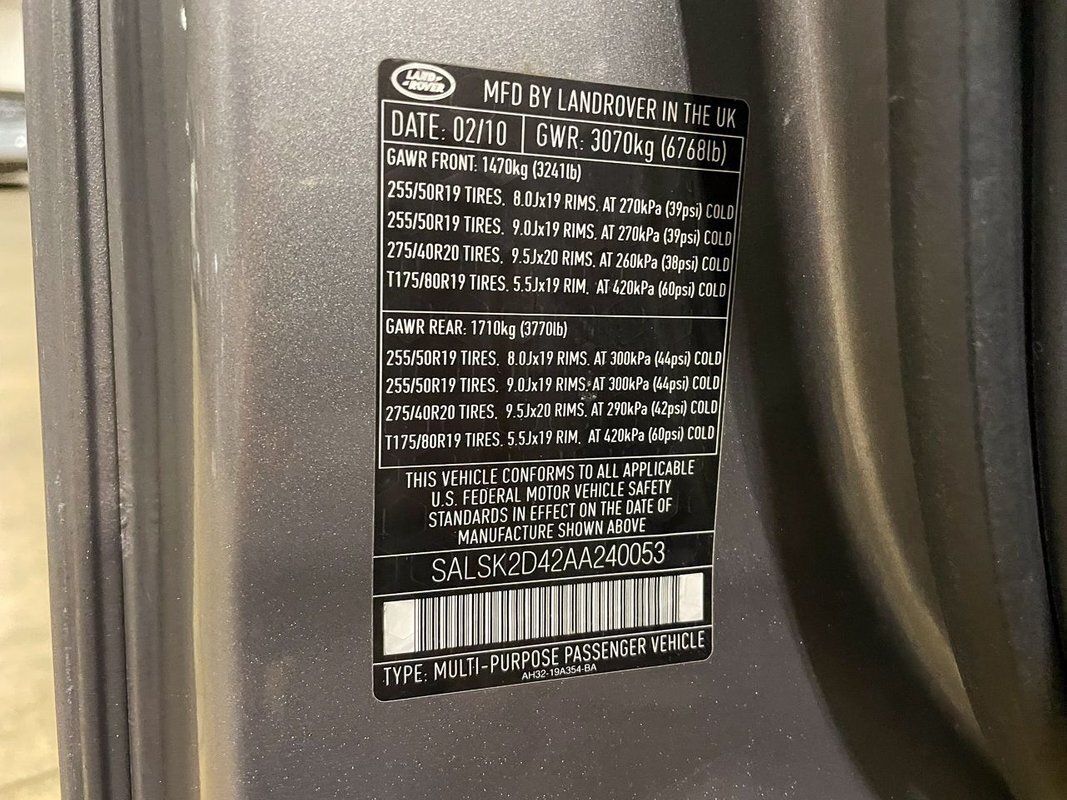 LAND ROVER
MFD BY LANDROVER IN THE UK
DATE: 02/10 GWR: 3070kg (6768lb)
GAWR FRONT: 1470kg (3241lb)
255/50R19 TIRES. 8.0Jx19 RIMS. AT 270kPa (39psi) COLD
255/50R19 TIRES. 9.0Jx19 RIMS. AT 270kPa (39psi) COLD
275/40R20 TIRES. 9.5Jx20 RIMS. AT 260kPa (38psi) COLD
T175/80R19 TIRES. 5.5Jx19 RIM. AT 420kPa (60psi) COLD
GAWR REAR: 1710kg (3770lb)
255/50R19 TIRES. 8.0Jx19 RIMS. AT 300kPa (44psi) COLD
255/50R19 TIRES. 9.0Jx19 RIMS. AT 300kPa (44psi) COLD
275/40R20 TIRES. 9.5Jx20 RIMS. AT 290kPa (42psi) COLD
T175/80R19 TIRES. 5.5Jx19 RIM. AT 420kPa (60psi) COLD
THIS VEHICLE CONFORMS TO ALL APPLICABLE
U.S. FEDERAL MOTOR VEHICLE SAFETY
STANDARDS IN EFFECT ON THE DATE OF
MANUFACTURE SHOWN ABOVE
SALSK2D42AA240053
TYPE: MULTI-PURPOSE PASSENGER VEHICLE
AH32-19A354-BA